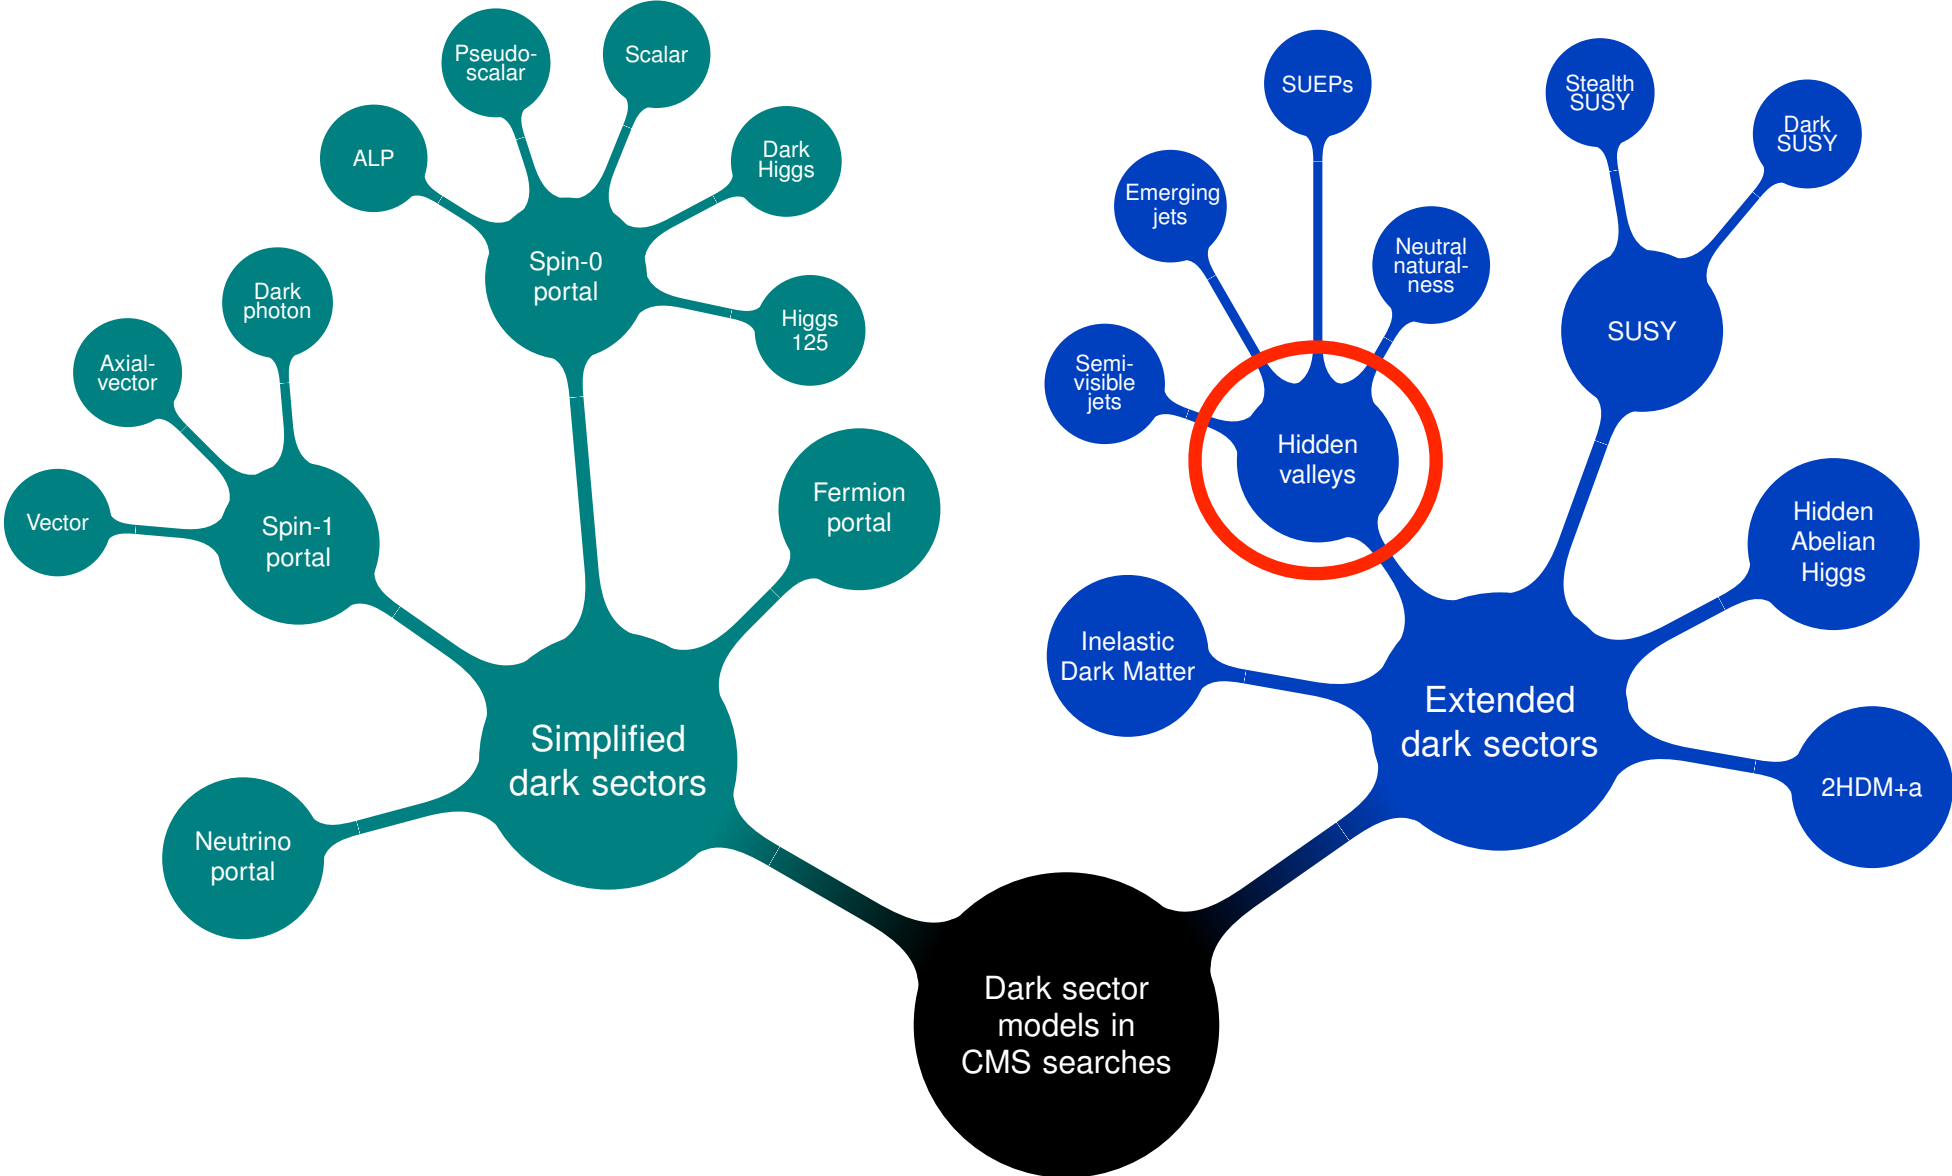 Pseudo-
scalar
Scalar
ALP
Dark
Higgs
Spin-0
portal
Higgs
125
Dark
photon
Axial-
vector
Vector
Spin-1
portal
Fermion
portal
Neutrino
portal
Simplified
dark sectors
SUEPs
Stealth
SUSY
Dark
SUSY
Emerging
jets
Neutral
natural-
ness
Semi-
visible
jets
SUSY
Hidden
valleys
Hidden
Abelian
Higgs
Inelastic
Dark Matter
Extended
dark sectors
2HDM+a
Dark sector
models in
CMS searches